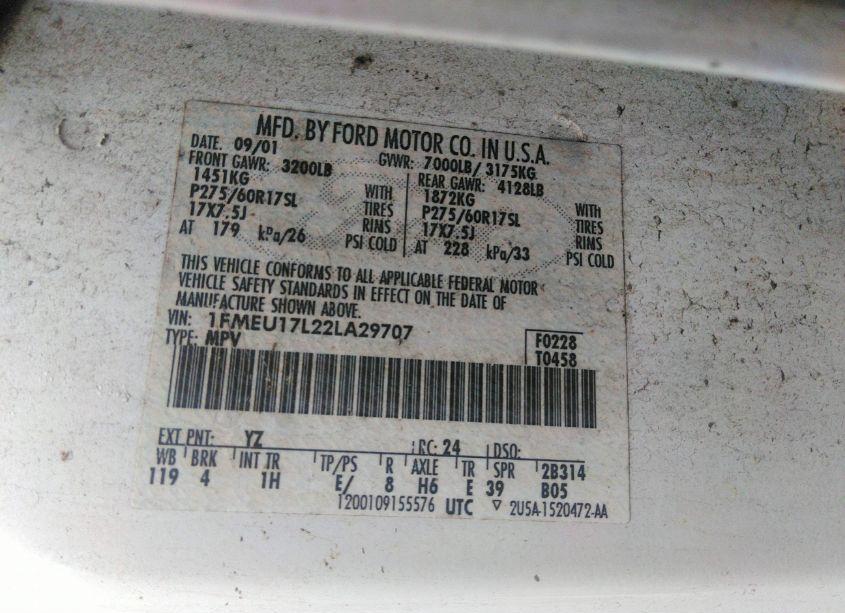 MFD. BY FORD MOTOR CO. IN U.S.A.
DATE. 09/01 GVWR: 7000LB/ 3175KG
FRONT GAWR: 3200LB REAR GAWR: 4128LB
1451KG WITH 1872KG WITH
P275/60R17SL TIRES P275/60R17SL TIRES
17X7.5J RIMS 17X7.5J RIMS
AT 179 kPa/26 PSI COLD AT 228 kPa/33 PSI COLD
THIS VEHICLE CONFORMS TO ALL APPLICABLE FEDERAL MOTOR
VEHICLE SAFETY STANDARDS IN EFFECT ON THE DATE OF
MANUFACTURE SHOWN ABOVE.
VIN: 1FMEU17L22LA29707
TYPE: MPV
F0228
T0458
EXT PNT: YZ RC: 24 DSO:
WB BRK INT TR TP/PS R AXLE TR SPR 2B314
119 4 1H E/ 8 H6 E 39 B05
1200109155576 UTC ▽ 2U5A-1520472-AA